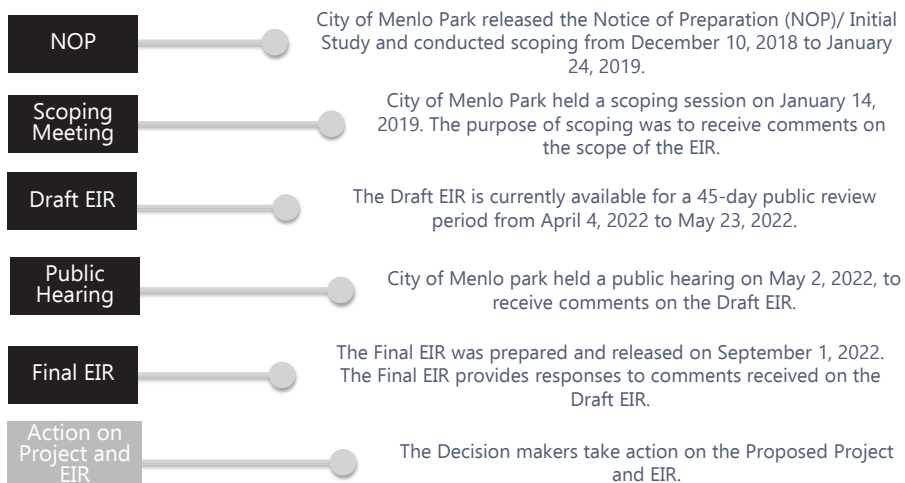 NOP
City of Menlo Park released the Notice of Preparation (NOP)/ Initial
Study and conducted scoping from December 10, 2018 to January
24, 2019.
Scoping
Meeting
City of Menlo Park held a scoping session on January 14,
2019. The purpose of scoping was to receive comments on
the scope of the EIR.
Draft EIR
The Draft EIR is currently available for a 45-day public review
period from April 4, 2022 to May 23, 2022.
Public
Hearing
City of Menlo park held a public hearing on May 2, 2022, to
receive comments on the Draft EIR.
Final EIR
The Final EIR was prepared and released on September 1, 2022.
The Final EIR provides responses to comments received on the
Draft EIR.
Action on
Project and
EIR
The Decision makers take action on the Proposed Project
and EIR.